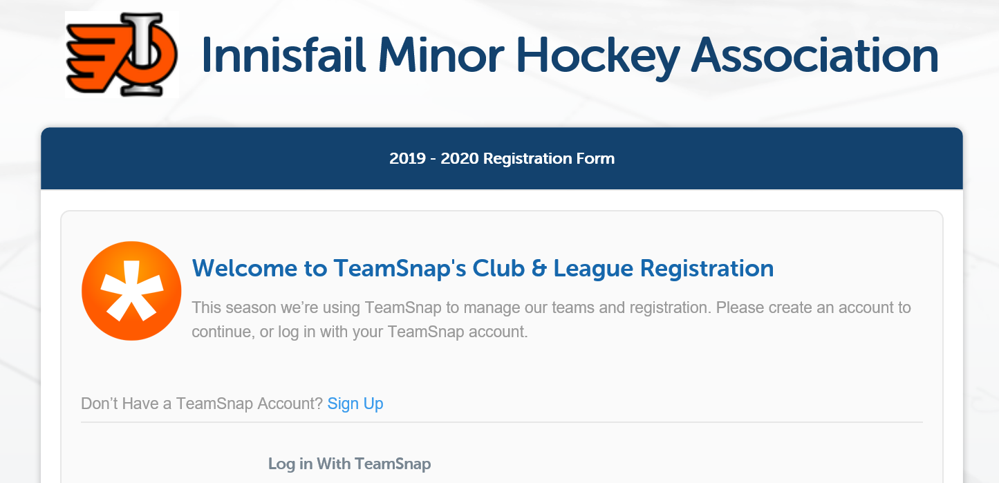 Innisfail Minor Hockey Association
2019 - 2020 Registration Form
Welcome to TeamSnap's Club & League Registration
This season we’re using TeamSnap to manage our teams and registration. Please create an account to
continue, or log in with your TeamSnap account.
Don’t Have a TeamSnap Account? Sign Up
Log in With TeamSnap